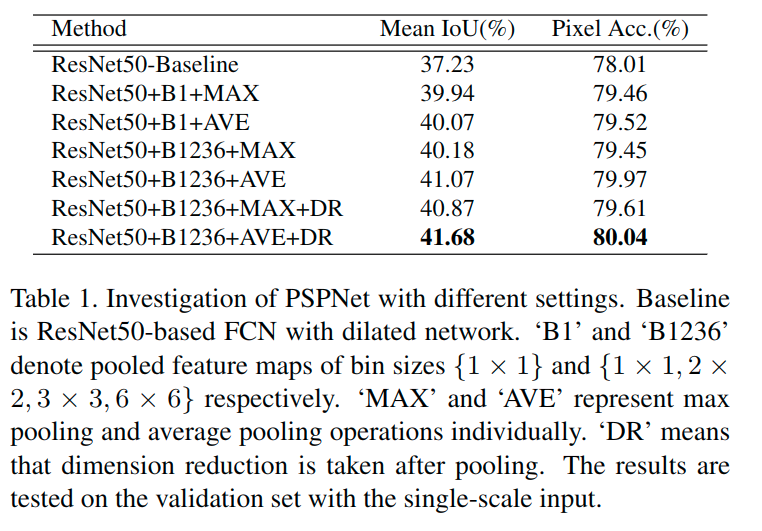 Method Mean IoU(%) Pixel Acc.(%)
ResNet50-Baseline 37.23 78.01
ResNet50+B1+MAX 39.94 79.46
ResNet50+B1+AVE 40.07 79.52
ResNet50+B1236+MAX 40.18 79.45
ResNet50+B1236+AVE 41.07 79.97
ResNet50+B1236+MAX+DR 40.87 79.61
ResNet50+B1236+AVE+DR 41.68 80.04
Table 1. Investigation of PSPNet with different settings. Baseline
is ResNet50-based FCN with dilated network. ‘B1’ and ‘B1236’
denote pooled feature maps of bin sizes {1 × 1} and {1 × 1, 2 ×
2, 3 × 3, 6 × 6} respectively. ‘MAX’ and ‘AVE’ represent max
pooling and average pooling operations individually. ‘DR’ means
that dimension reduction is taken after pooling. The results are
tested on the validation set with the single-scale input.